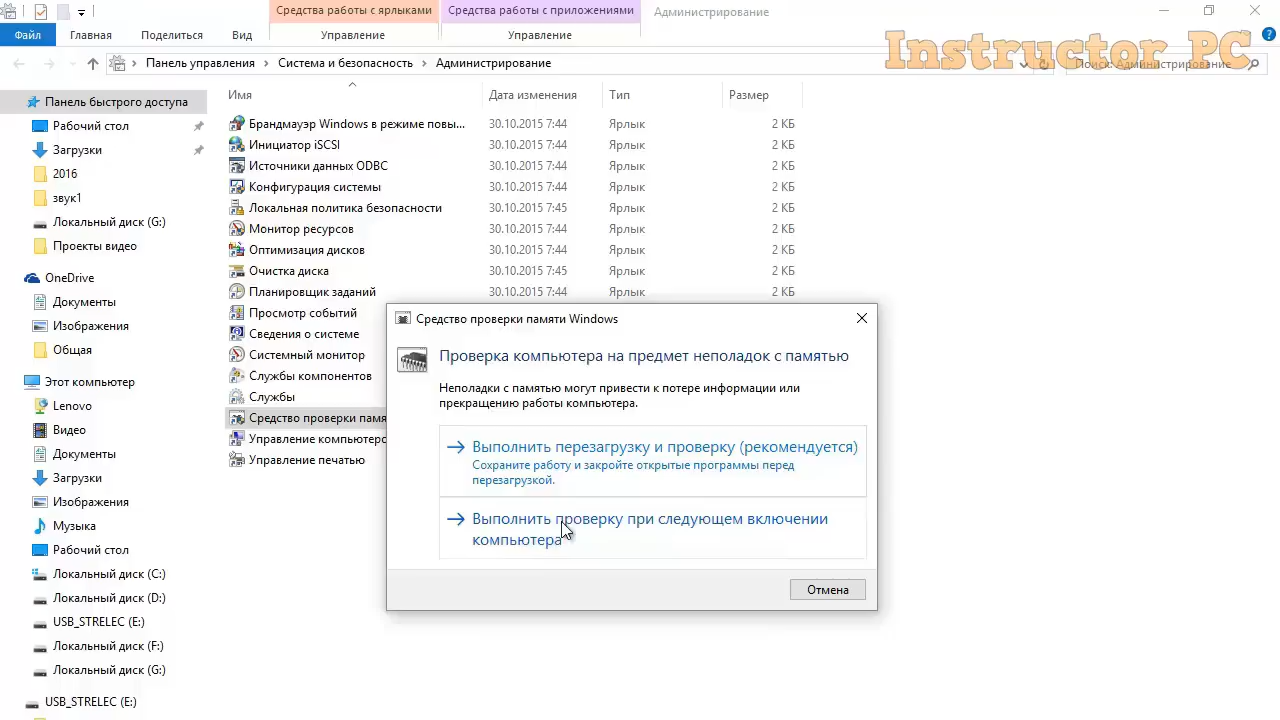 Средства работы с ярлыками
Средства работы с приложениями
Администрирование
Файл
Главная
Поделиться
Вид
Управление
Управление
Instructor PC
Панель управления > Система и безопасность > Администрирование
Поиск: Администрирование
Имя
Дата изменения
Тип
Размер
Панель быстрого доступа
Рабочий стол
Загрузки
2016
звук1
Локальный диск (G:)
Проекты видео
OneDrive
Документы
Изображения
Общая
Этот компьютер
Lenovo
Видео
Документы
Загрузки
Изображения
Музыка
Рабочий стол
Локальный диск (C:)
Локальный диск (D:)
USB_STRELEC (E:)
Локальный диск (F:)
Локальный диск (G:)
USB_STRELEC (E:)
Брандмауэр Windows в режиме повы... 30.10.2015 7:44 Ярлык 2 КБ
Инициатор iSCSI 30.10.2015 7:44 Ярлык 2 КБ
Источники данных ODBC 30.10.2015 7:44 Ярлык 2 КБ
Конфигурация системы 30.10.2015 7:44 Ярлык 2 КБ
Локальная политика безопасности 30.10.2015 7:45 Ярлык 2 КБ
Монитор ресурсов 30.10.2015 7:44 Ярлык 2 КБ
Оптимизация дисков 30.10.2015 7:44 Ярлык 2 КБ
Очистка диска 30.10.2015 7:45 Ярлык 2 КБ
Планировщик заданий 30.10.2015 7:44 Ярлык 2 КБ
Просмотр событий
Сведения о системе
Системный монитор
Службы компонентов
Службы
Средство проверки памя
Управление компьютеро
Управление печатью
Средство проверки памяти Windows
Проверка компьютера на предмет неполадок с памятью
Неполадки с памятью могут привести к потере информации или
прекращению работы компьютера.
Выполнить перезагрузку и проверку (рекомендуется)
Сохраните работу и закройте открытые программы перед
перезагрузкой.
Выполнить проверку при следующем включении
компьютера
Отмена